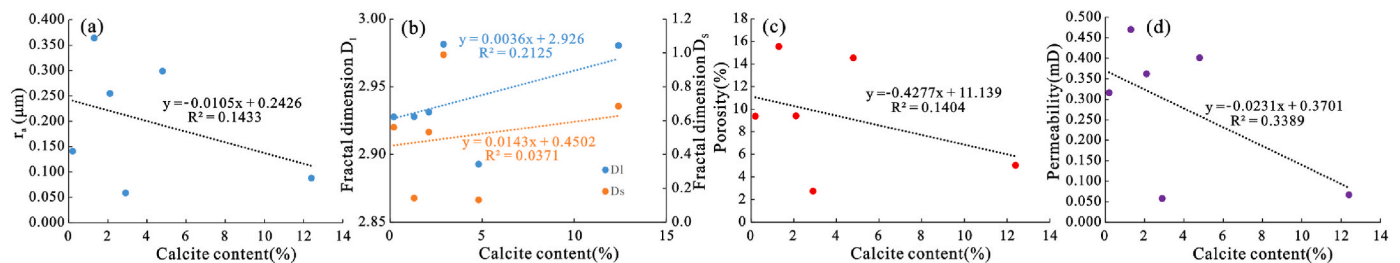 (a)
0.400
0.350
0.300
0.250
0.200
0.150
0.100
0.050
0.000
rₐ (μm)
y=-0.0105x+0.2426
R² = 0.1433
0 2 4 6 8 10 12 14
Calcite content(%)
(b)
3.00
2.95
2.90
2.85
Fractal dimension Dₗ
y = 0.0036x + 2.926
R² = 0.2125
y = 0.0143x + 0.4502
R² = 0.0371
Dl
Ds
1.2
1.0
0.8
0.6
0.4
0.2
0.0
Fractal dimension Dₛ
0 5 10 15
Calcite content(%)
(c)
18
16
14
12
10
8
6
4
2
0
Porosity(%)
y=-0.4277x+11.139
R² = 0.1404
0 2 4 6 8 10 12 14
Calcite content(%)
(d)
0.500
0.450
0.400
0.350
0.300
0.250
0.200
0.150
0.100
0.050
0.000
Permeability(mD)
y=-0.0231x+0.3701
R² = 0.3389
0 2 4 6 8 10 12 14
Calcite content(%)